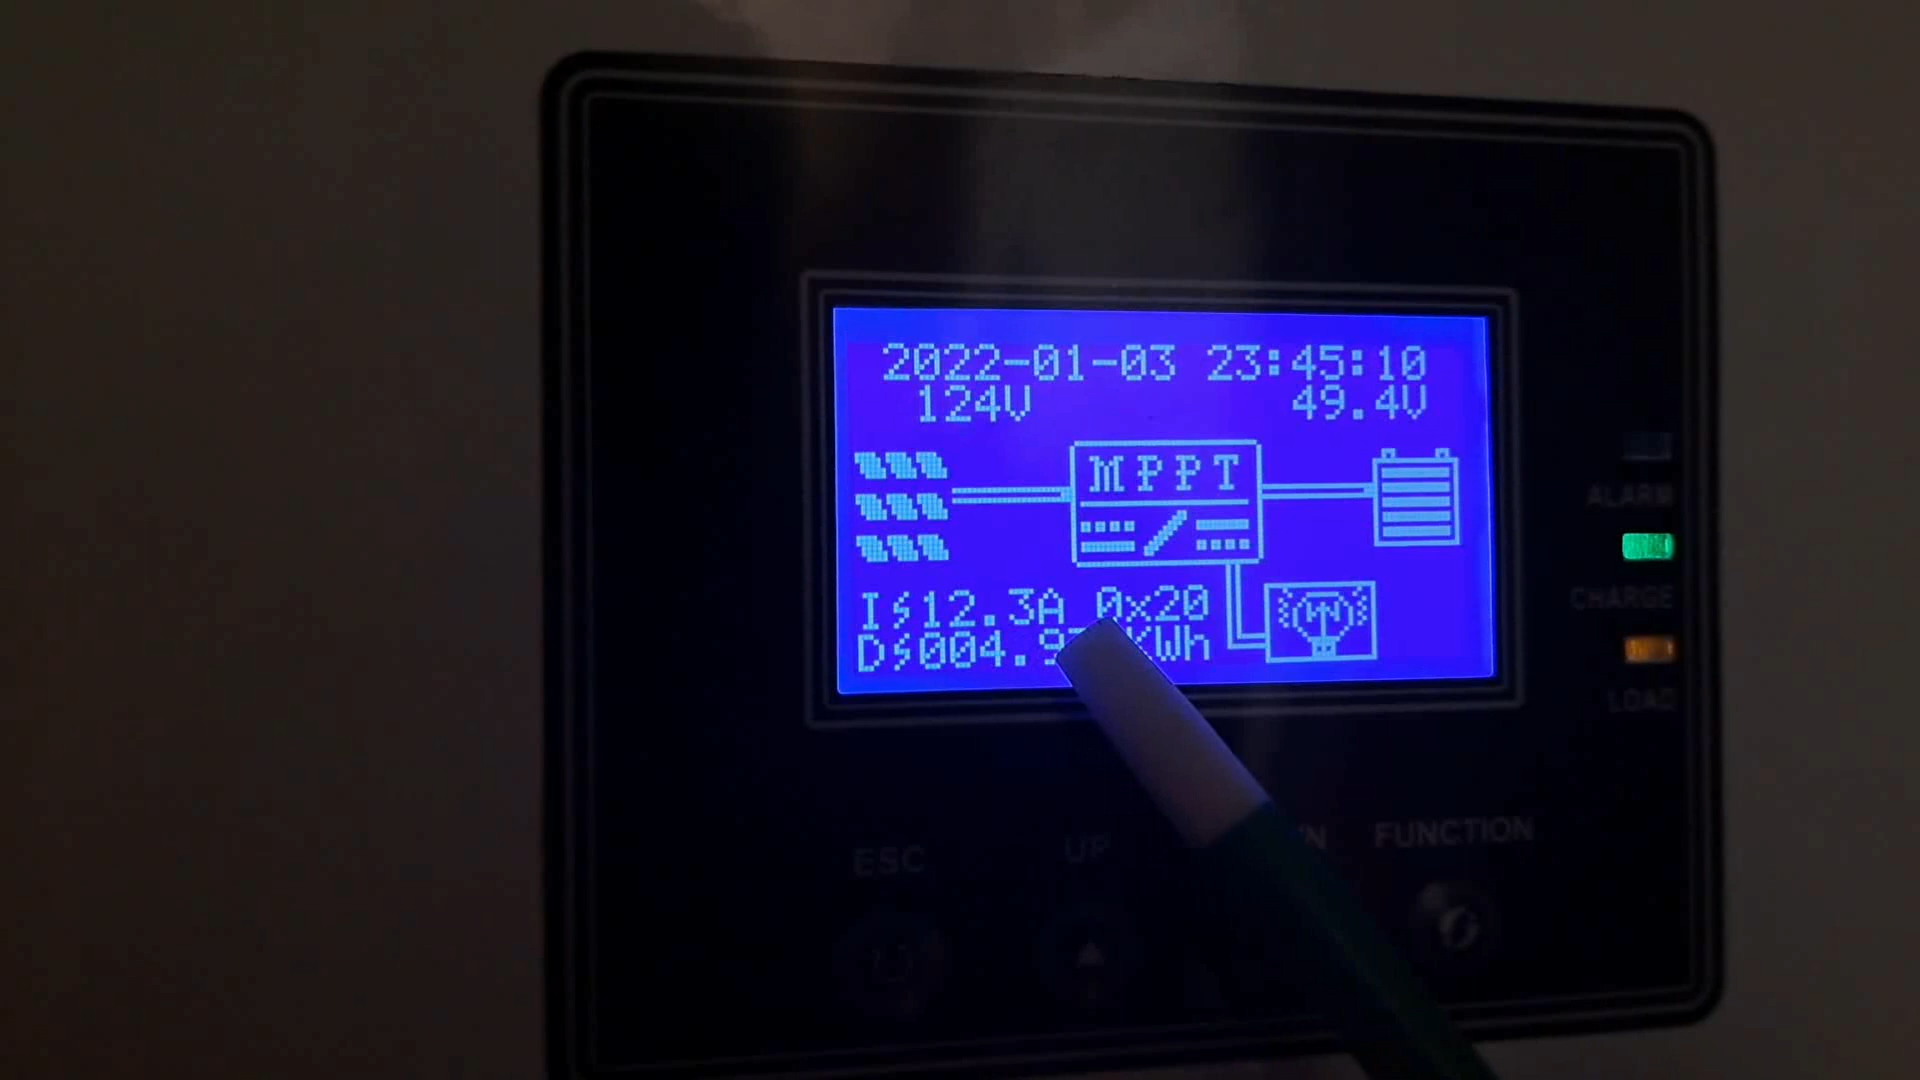 2022-01-03 23:45:10
124V 49.4V
MPPT
I 12.3A 0x20
D 004.9 KWh
ALARM
CHARGE
LOAD
ESC UP FUNCTION